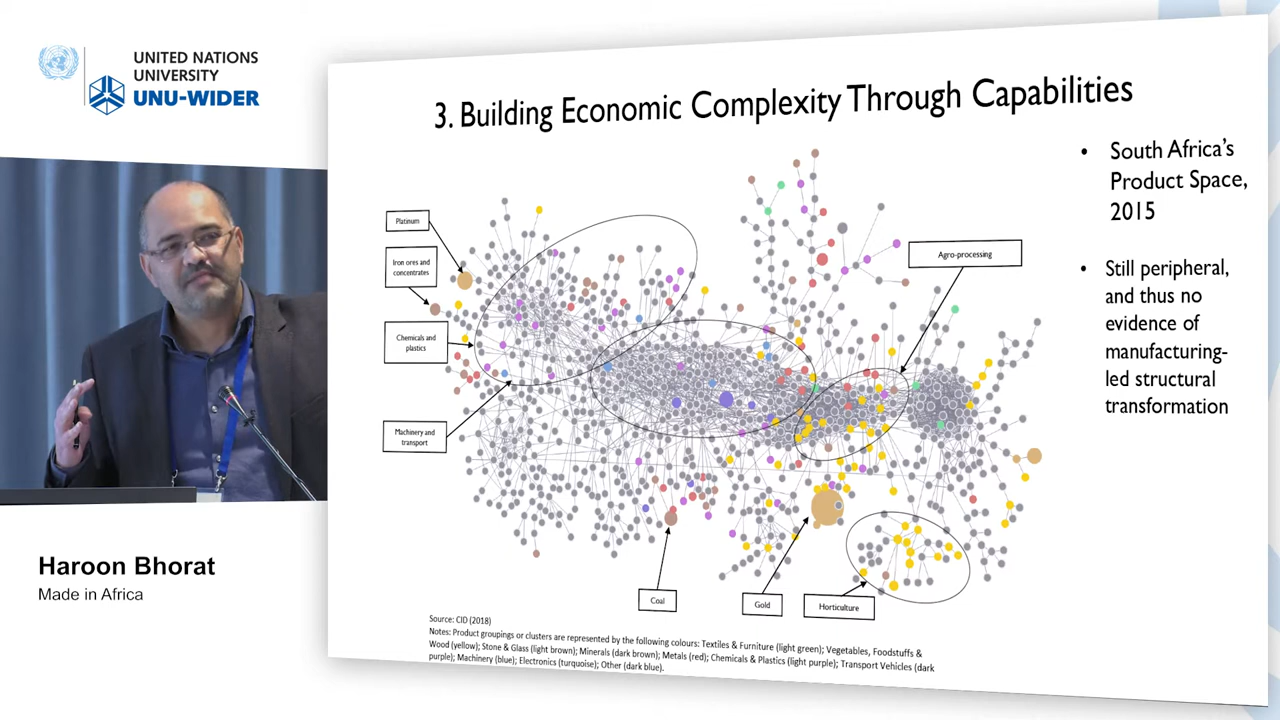 UNITED NATIONS
UNIVERSITY
UNU-WIDER
Haroon Bhorat
Made in Africa
3. Building Economic Complexity Through Capabilities
• South Africa's
Product Space,
2015
• Still peripheral,
and thus no
evidence of
manufacturing-
led structural
transformation
Platinum
Iron ores and
concentrates
Chemicals and
plastics
Machinery and
transport
Agro-processing
Coal
Gold
Horticulture
Source: CID (2018)
Notes: Product groupings or clusters are represented by the following colours: Textiles & Furniture (light green); Vegetables, Foodstuffs &
Wood (yellow); Stone & Glass (light brown); Minerals (dark brown); Metals (red); Chemicals & Plastics (light purple); Transport Vehicles (dark
purple); Machinery (blue); Electronics (turquoise); Other (dark blue).